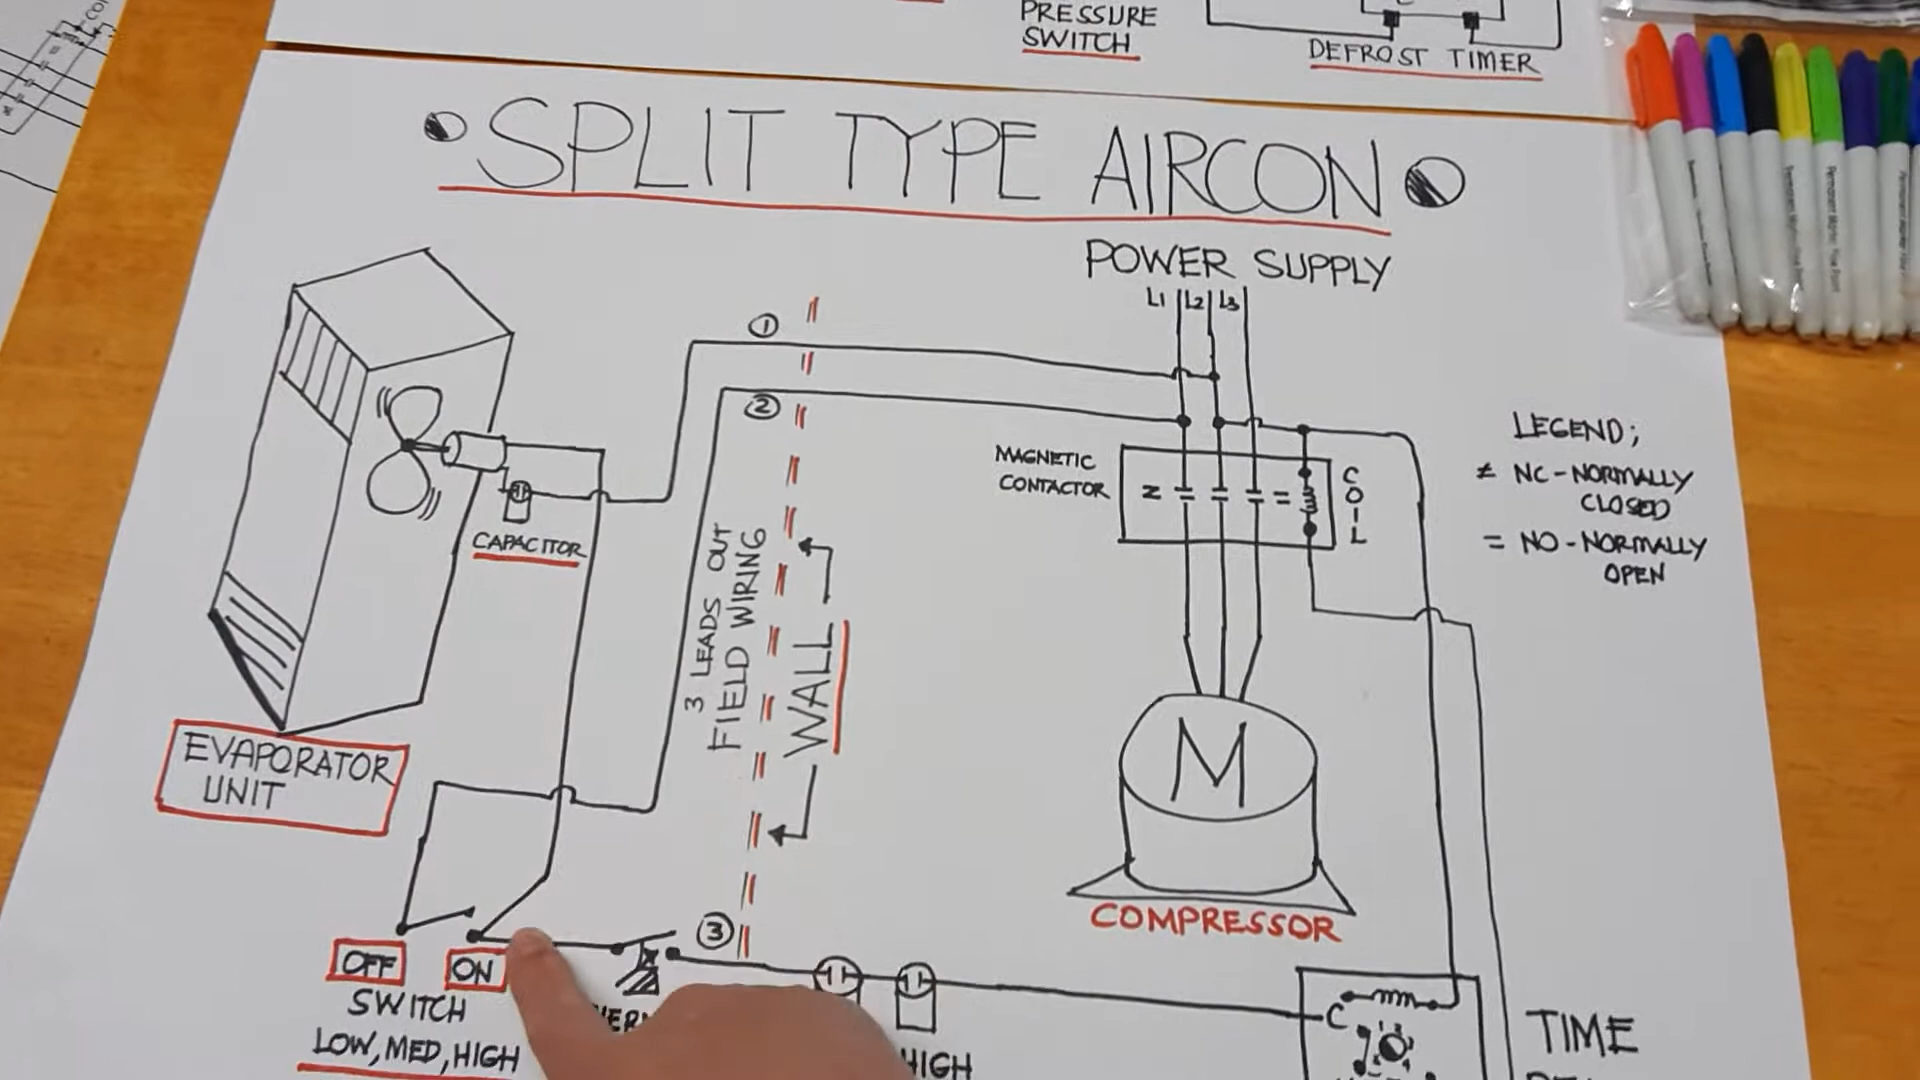 PRESSURE
SWITCH
DEFROST TIMER
SPLIT TYPE AIRCON
POWER SUPPLY
L1 L2 L3
1
2
MAGNETIC
CONTACTOR
COIL
LEGEND;
≠ NC-NORMALLY
CLOSED
= NO-NORMALLY
OPEN
CAPACITOR
3 LEADS OUT
FIELD WIRING
WALL
M
EVAPORATOR
UNIT
COMPRESSOR
3
OFF
ON
SWITCH
LOW, MED, HIGH
HIGH
C
TIME